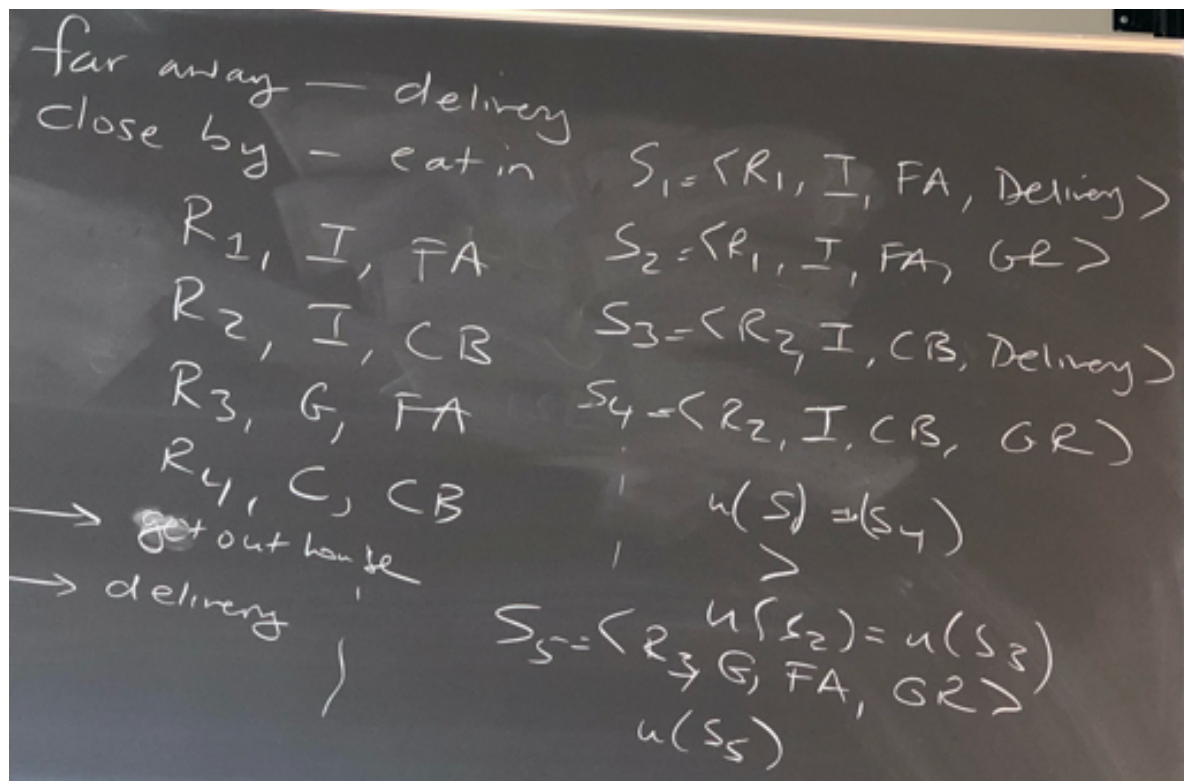 far away — delivery
close by - eat in
R1, I, FA
R2, I, CB
R3, G, FA
R4, C, CB
→ get out house
→ delivery
S1=<R1, I, FA, Delivery>
S2=<R1, I, FA, GR>
S3=<R2, I, CB, Delivery>
S4=<R2, I, CB, GR>
u(S) = (S4)
>
u(S2)=u(S3)
S5=<R3, G, FA, GR>
u(S5)